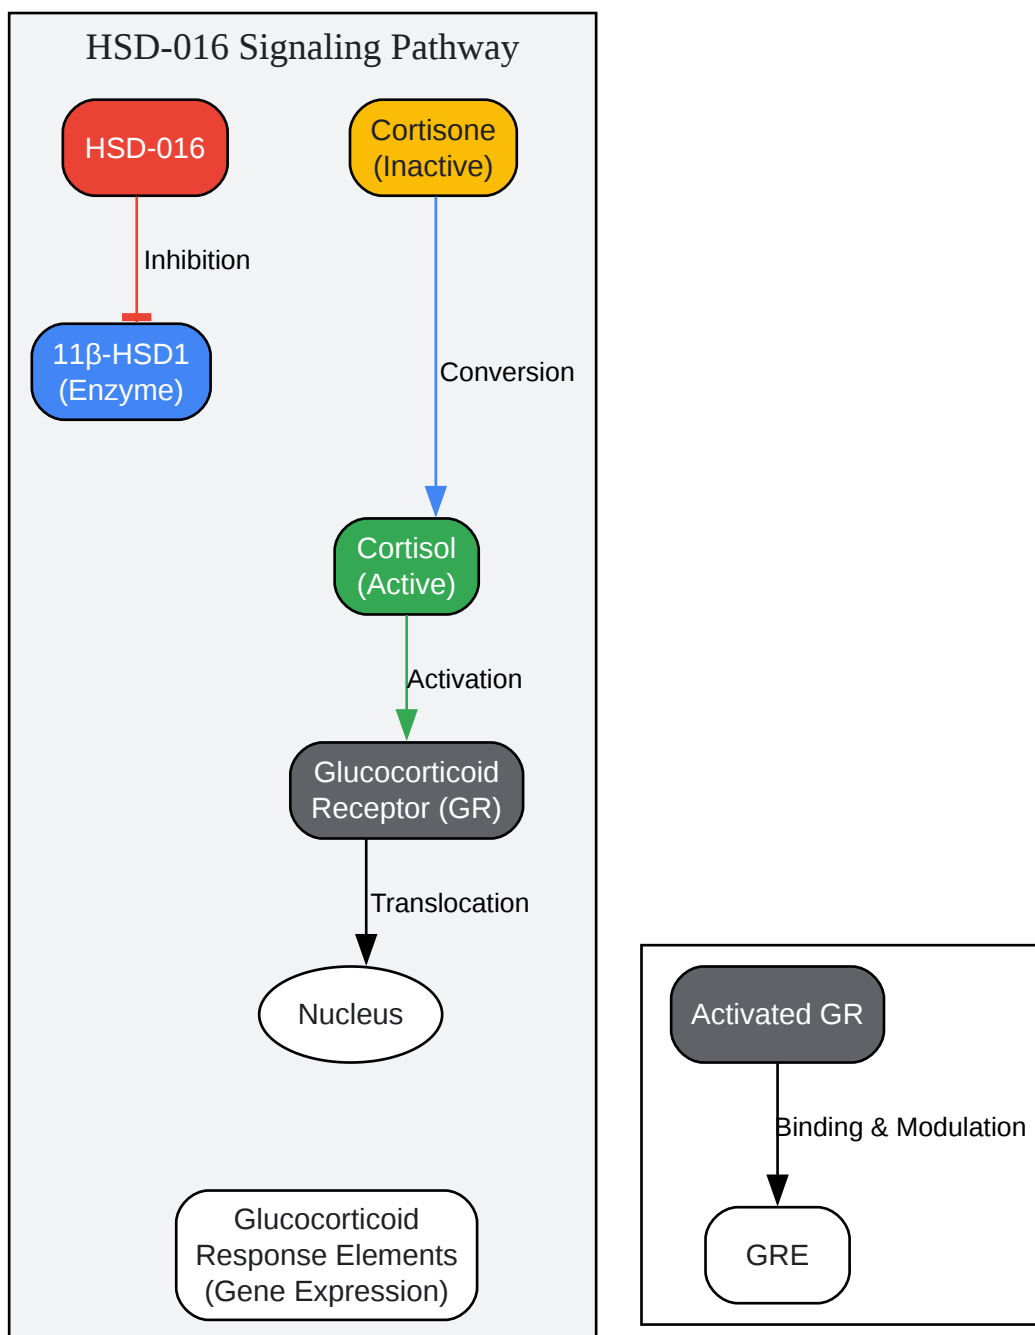 HSD-016 Signaling Pathway
HSD-016
Cortisone
(Inactive)
Inhibition
11β-HSD1
(Enzyme)
Conversion
Cortisol
(Active)
Activation
Glucocorticoid
Receptor (GR)
Translocation
Nucleus
Glucocorticoid
Response Elements
(Gene Expression)
Activated GR
Binding & Modulation
GRE